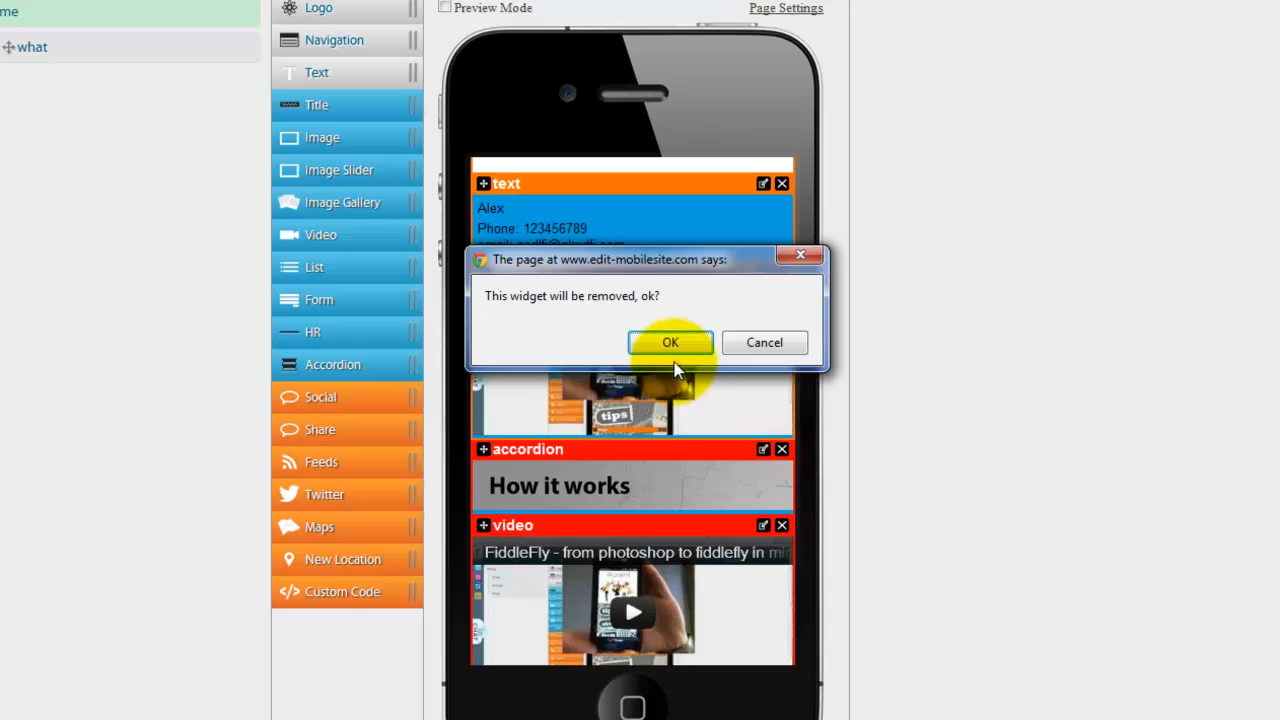 me
what
Logo
Navigation
Text
Title
Image
Image Slider
Image Gallery
Video
List
Form
HR
Accordion
Social
Share
Feeds
Twitter
Maps
New Location
Custom Code
Preview Mode
Page Settings
text
Alex
Phone: 123456789
The page at www.edit-mobilesite.com says:
This widget will be removed, ok?
OK
Cancel
tips
accordion
How it works
video
FiddleFly - from photoshop to fiddlefly in mi